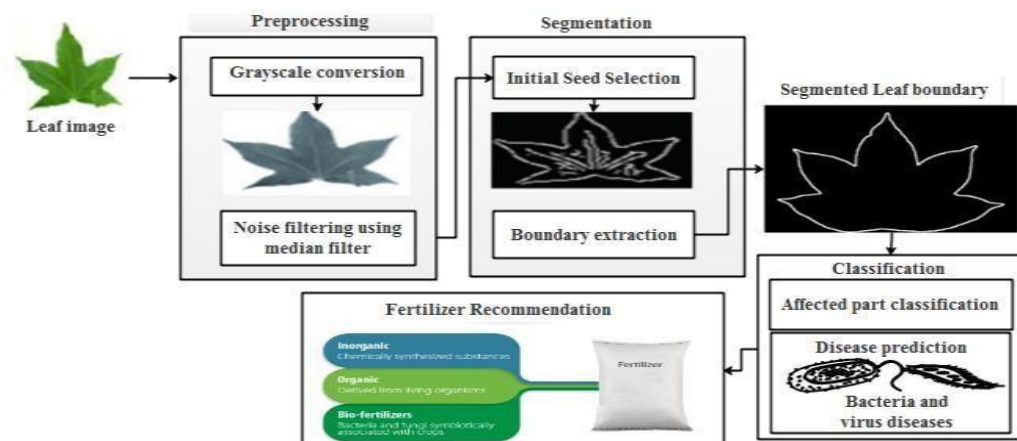 Preprocessing
Segmentation
Leaf image
Grayscale conversion
Noise filtering using
median filter
Initial Seed Selection
Boundary extraction
Segmented Leaf boundary
Classification
Affected part classification
Disease prediction
Bacteria and
virus diseases
Fertilizer Recommendation
Inorganic
Chemically synthesized substances
Organic
Derived from living organisms
Bio-fertilizers
Bacteria and fungi symbiotically
associated with crops
Fertilizer